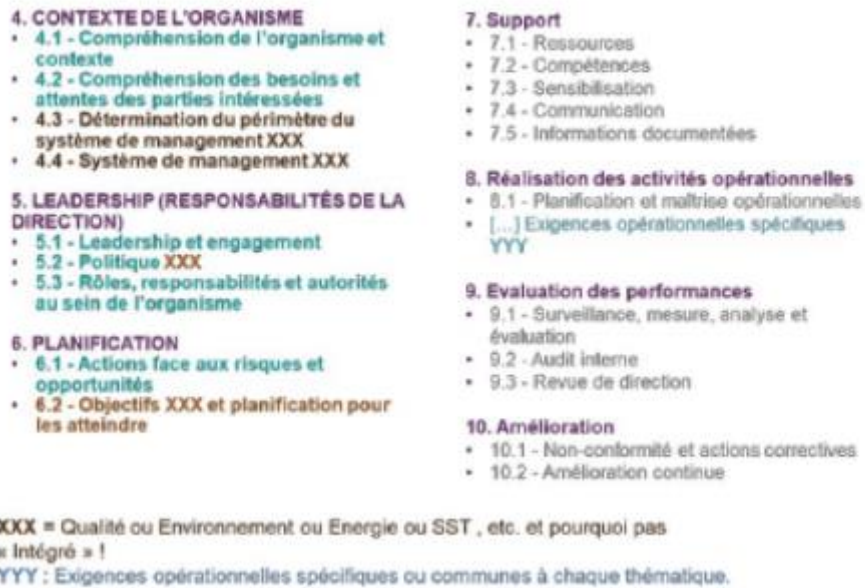 4. CONTEXTE DE L'ORGANISME
• 4.1 - Compréhension de l'organisme et
contexte
• 4.2 - Compréhension des besoins et
attentes des parties intéressées
• 4.3 - Détermination du périmètre du
système de management XXX
• 4.4 - Système de management XXX
5. LEADERSHIP (RESPONSABILITÉS DE LA
DIRECTION)
• 5.1 - Leadership et engagement
• 5.2 - Politique XXX
• 5.3 - Rôles, responsabilités et autorités
au sein de l'organisme
6. PLANIFICATION
• 6.1 - Actions face aux risques et
opportunités
• 6.2 - Objectifs XXX et planification pour
les atteindre
7. Support
• 7.1 - Ressources
• 7.2 - Compétences
• 7.3 - Sensibilisation
• 7.4 - Communication
• 7.5 - Informations documentées
8. Réalisation des activités opérationnelles
• 8.1 - Planification et maîtrise opérationnelles
• [...] Exigences opérationnelles spécifiques
YYY
9. Evaluation des performances
• 9.1 - Surveillance, mesure, analyse et
évaluation
• 9.2 - Audit interne
• 9.3 - Revue de direction
10. Amélioration
• 10.1 - Non-conformité et actions correctives
• 10.2 - Amélioration continue
XXX = Qualité ou Environnement ou Energie ou SST , etc. et pourquoi pas
« Intégré » !
YYY : Exigences opérationnelles spécifiques ou communes à chaque thématique.